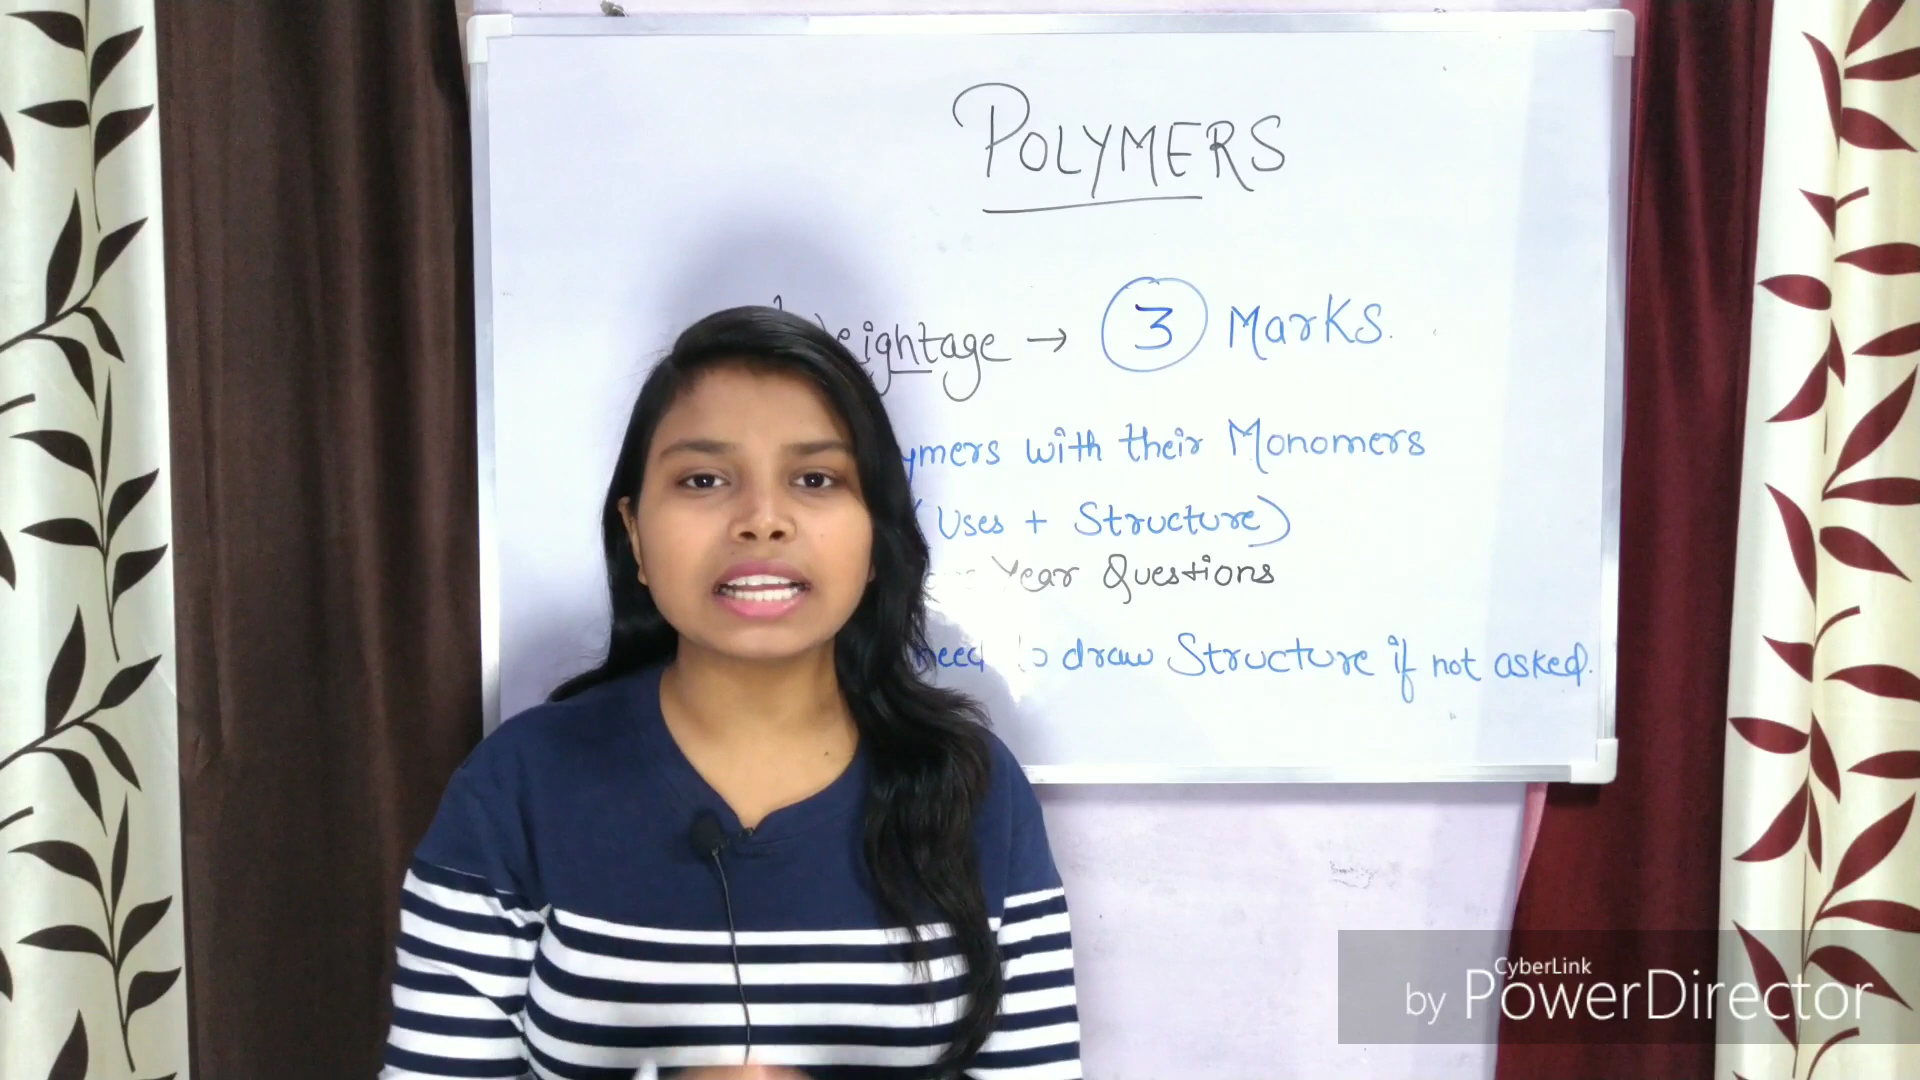 POLYMERS
eightage → 3 Marks.
ymers with their Monomers
(Uses + Structure)
Year Questions
need to draw Structure if not asked.
CyberLink
by PowerDirector